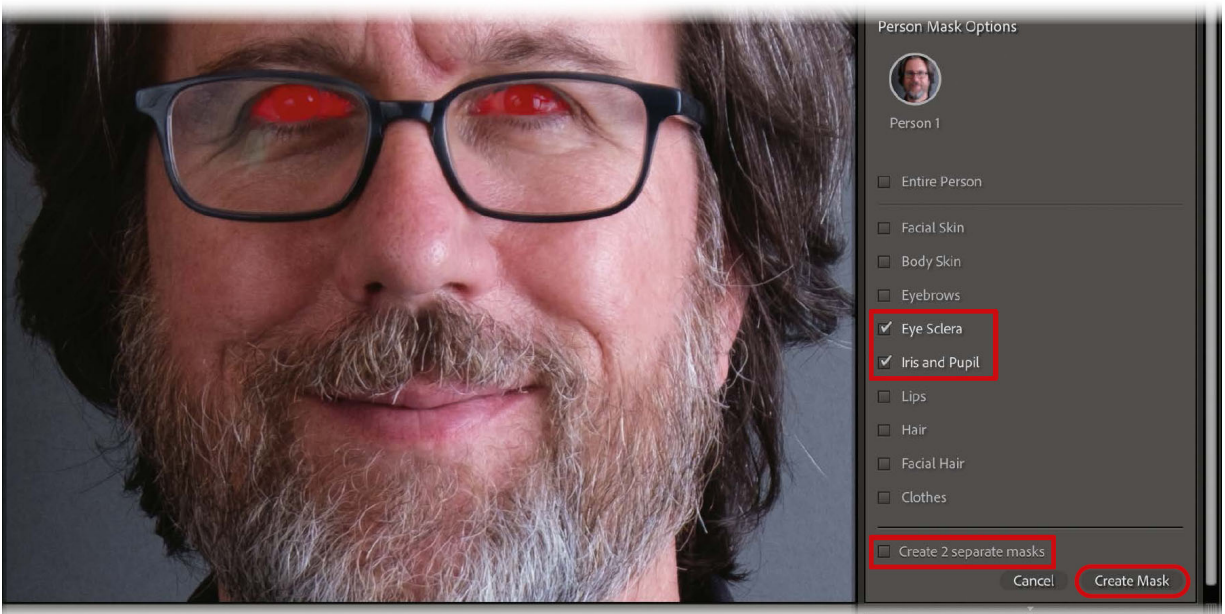 Person Mask Options
Person 1
Entire Person
Facial Skin
Body Skin
Eyebrows
Eye Sclera
Iris and Pupil
Lips
Hair
Facial Hair
Clothes
Create 2 separate masks
Cancel
Create Mask